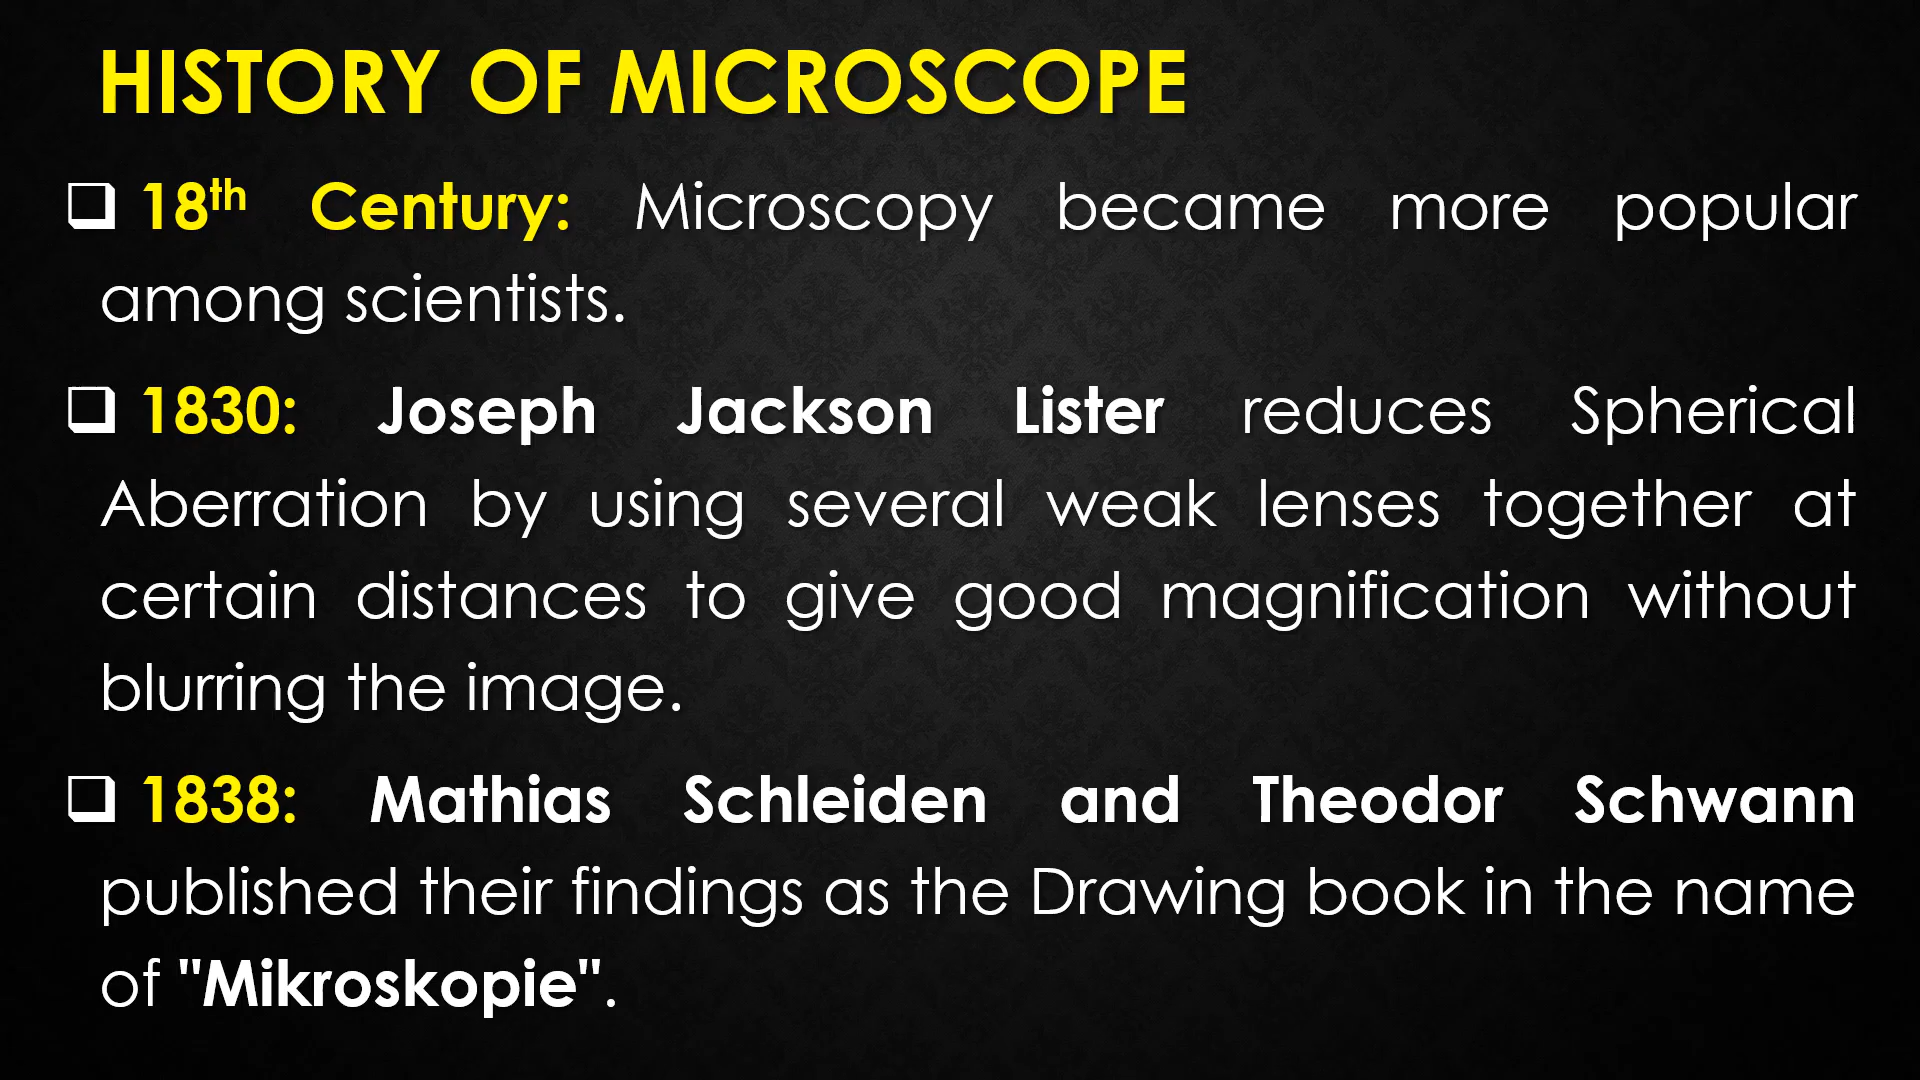 HISTORY OF MICROSCOPE
❑ 18th Century: Microscopy became more popular
among scientists.
❑ 1830: Joseph Jackson Lister reduces Spherical
Aberration by using several weak lenses together at
certain distances to give good magnification without
blurring the image.
❑ 1838: Mathias Schleiden and Theodor Schwann
published their findings as the Drawing book in the name
of "Mikroskopie".